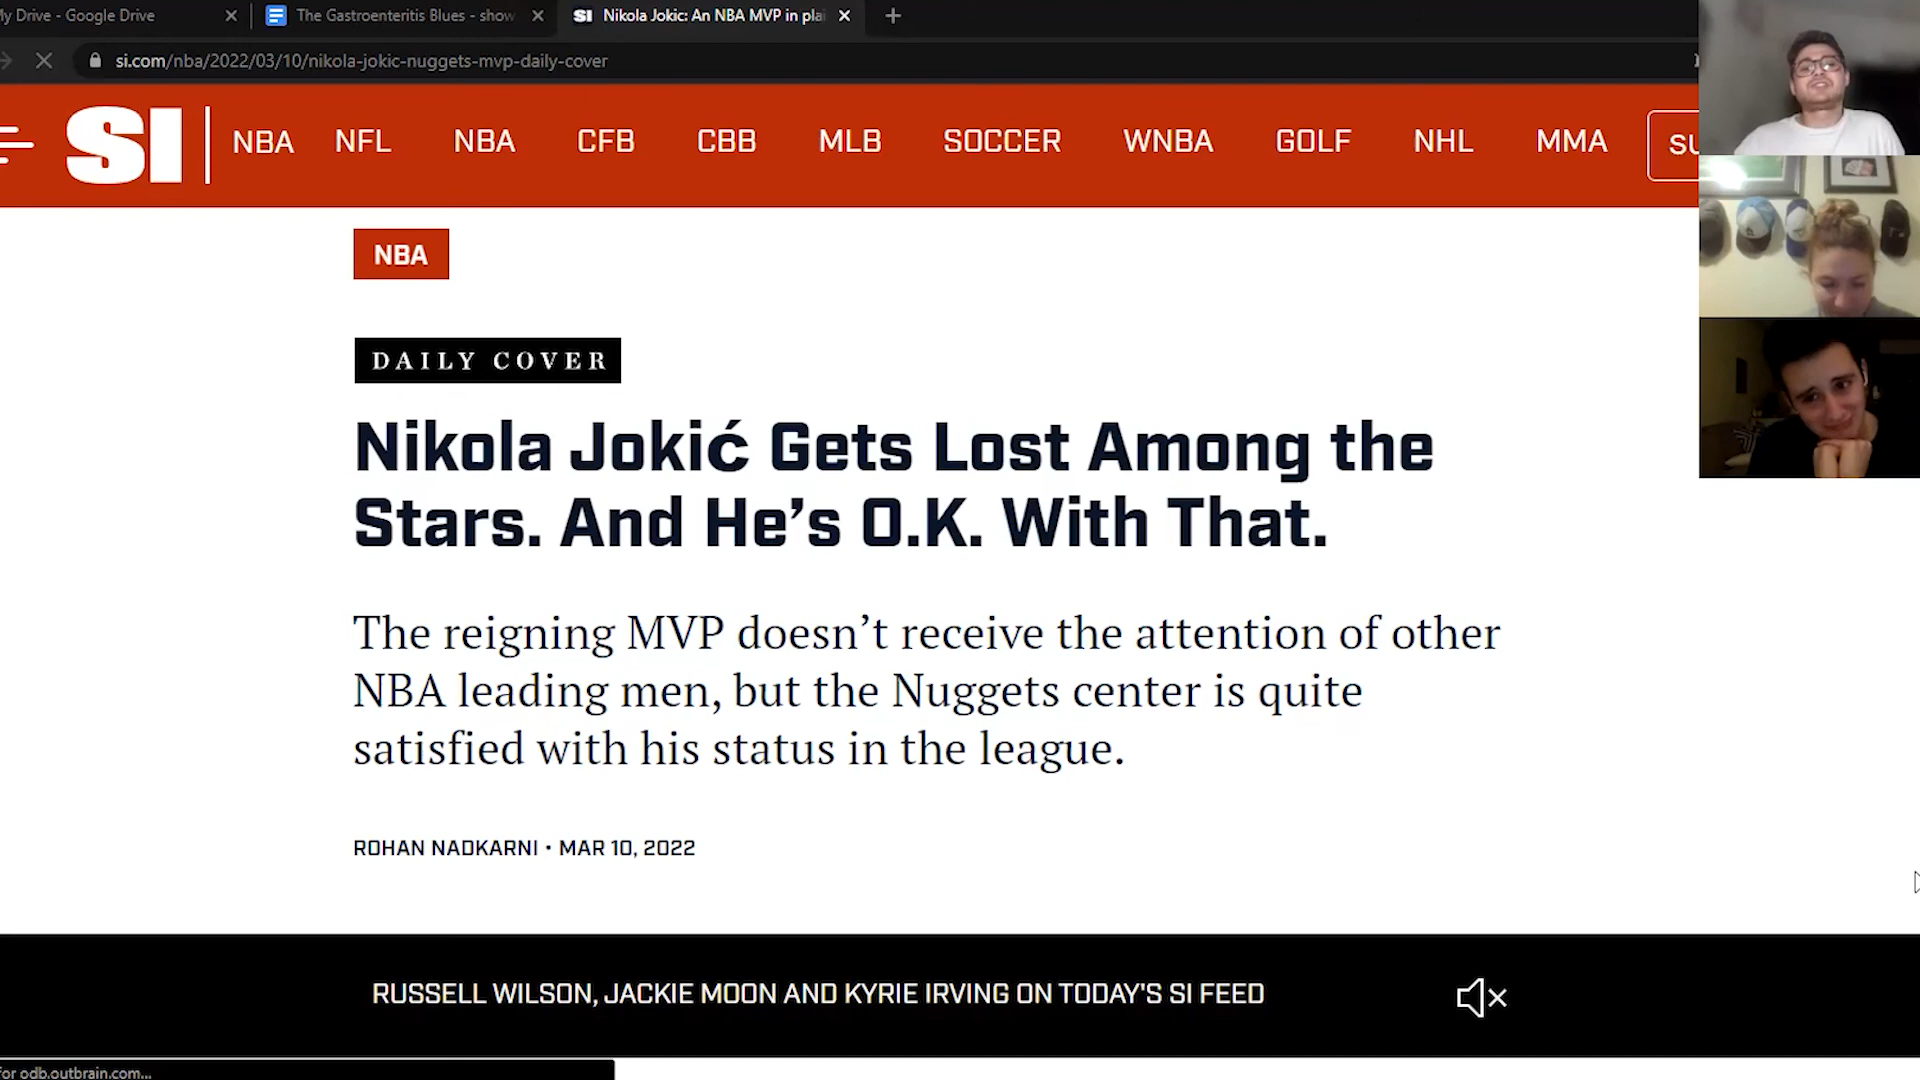 My Drive - Google Drive
The Gastroenteritis Blues - show
SI Nikola Jokic: An NBA MVP in pla
si.com/nba/2022/03/10/nikola-jokic-nuggets-mvp-daily-cover
SI NBA NFL NBA CFB CBB MLB SOCCER WNBA GOLF NHL MMA SU
NBA
DAILY COVER
Nikola Jokić Gets Lost Among the
Stars. And He’s O.K. With That.
The reigning MVP doesn’t receive the attention of other
NBA leading men, but the Nuggets center is quite
satisfied with his status in the league.
ROHAN NADKARNI • MAR 10, 2022
RUSSELL WILSON, JACKIE MOON AND KYRIE IRVING ON TODAY'S SI FEED
for odb.outbrain.com...